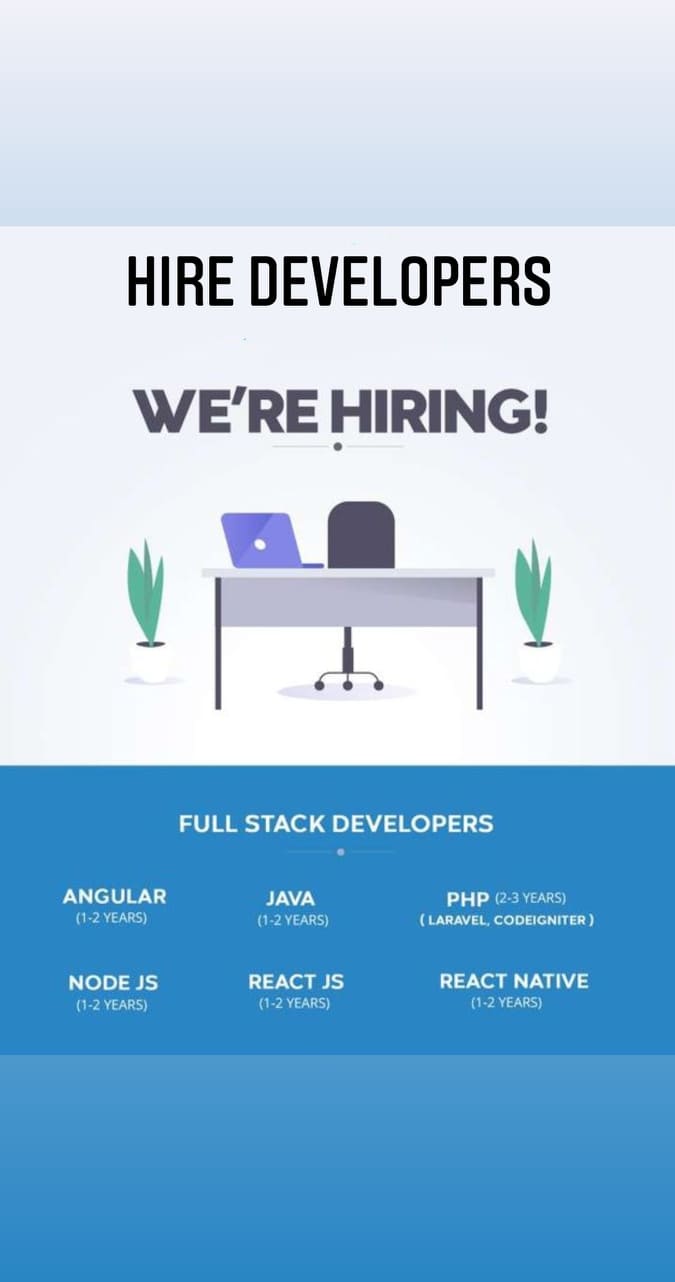 HIRE DEVELOPERS
WE'RE HIRING!
FULL STACK DEVELOPERS
ANGULAR
(1-2 YEARS)
JAVA
(1-2 YEARS)
PHP (2-3 YEARS)
( LARAVEL, CODEIGNITER )
NODE JS
(1-2 YEARS)
REACT JS
(1-2 YEARS)
REACT NATIVE
(1-2 YEARS)